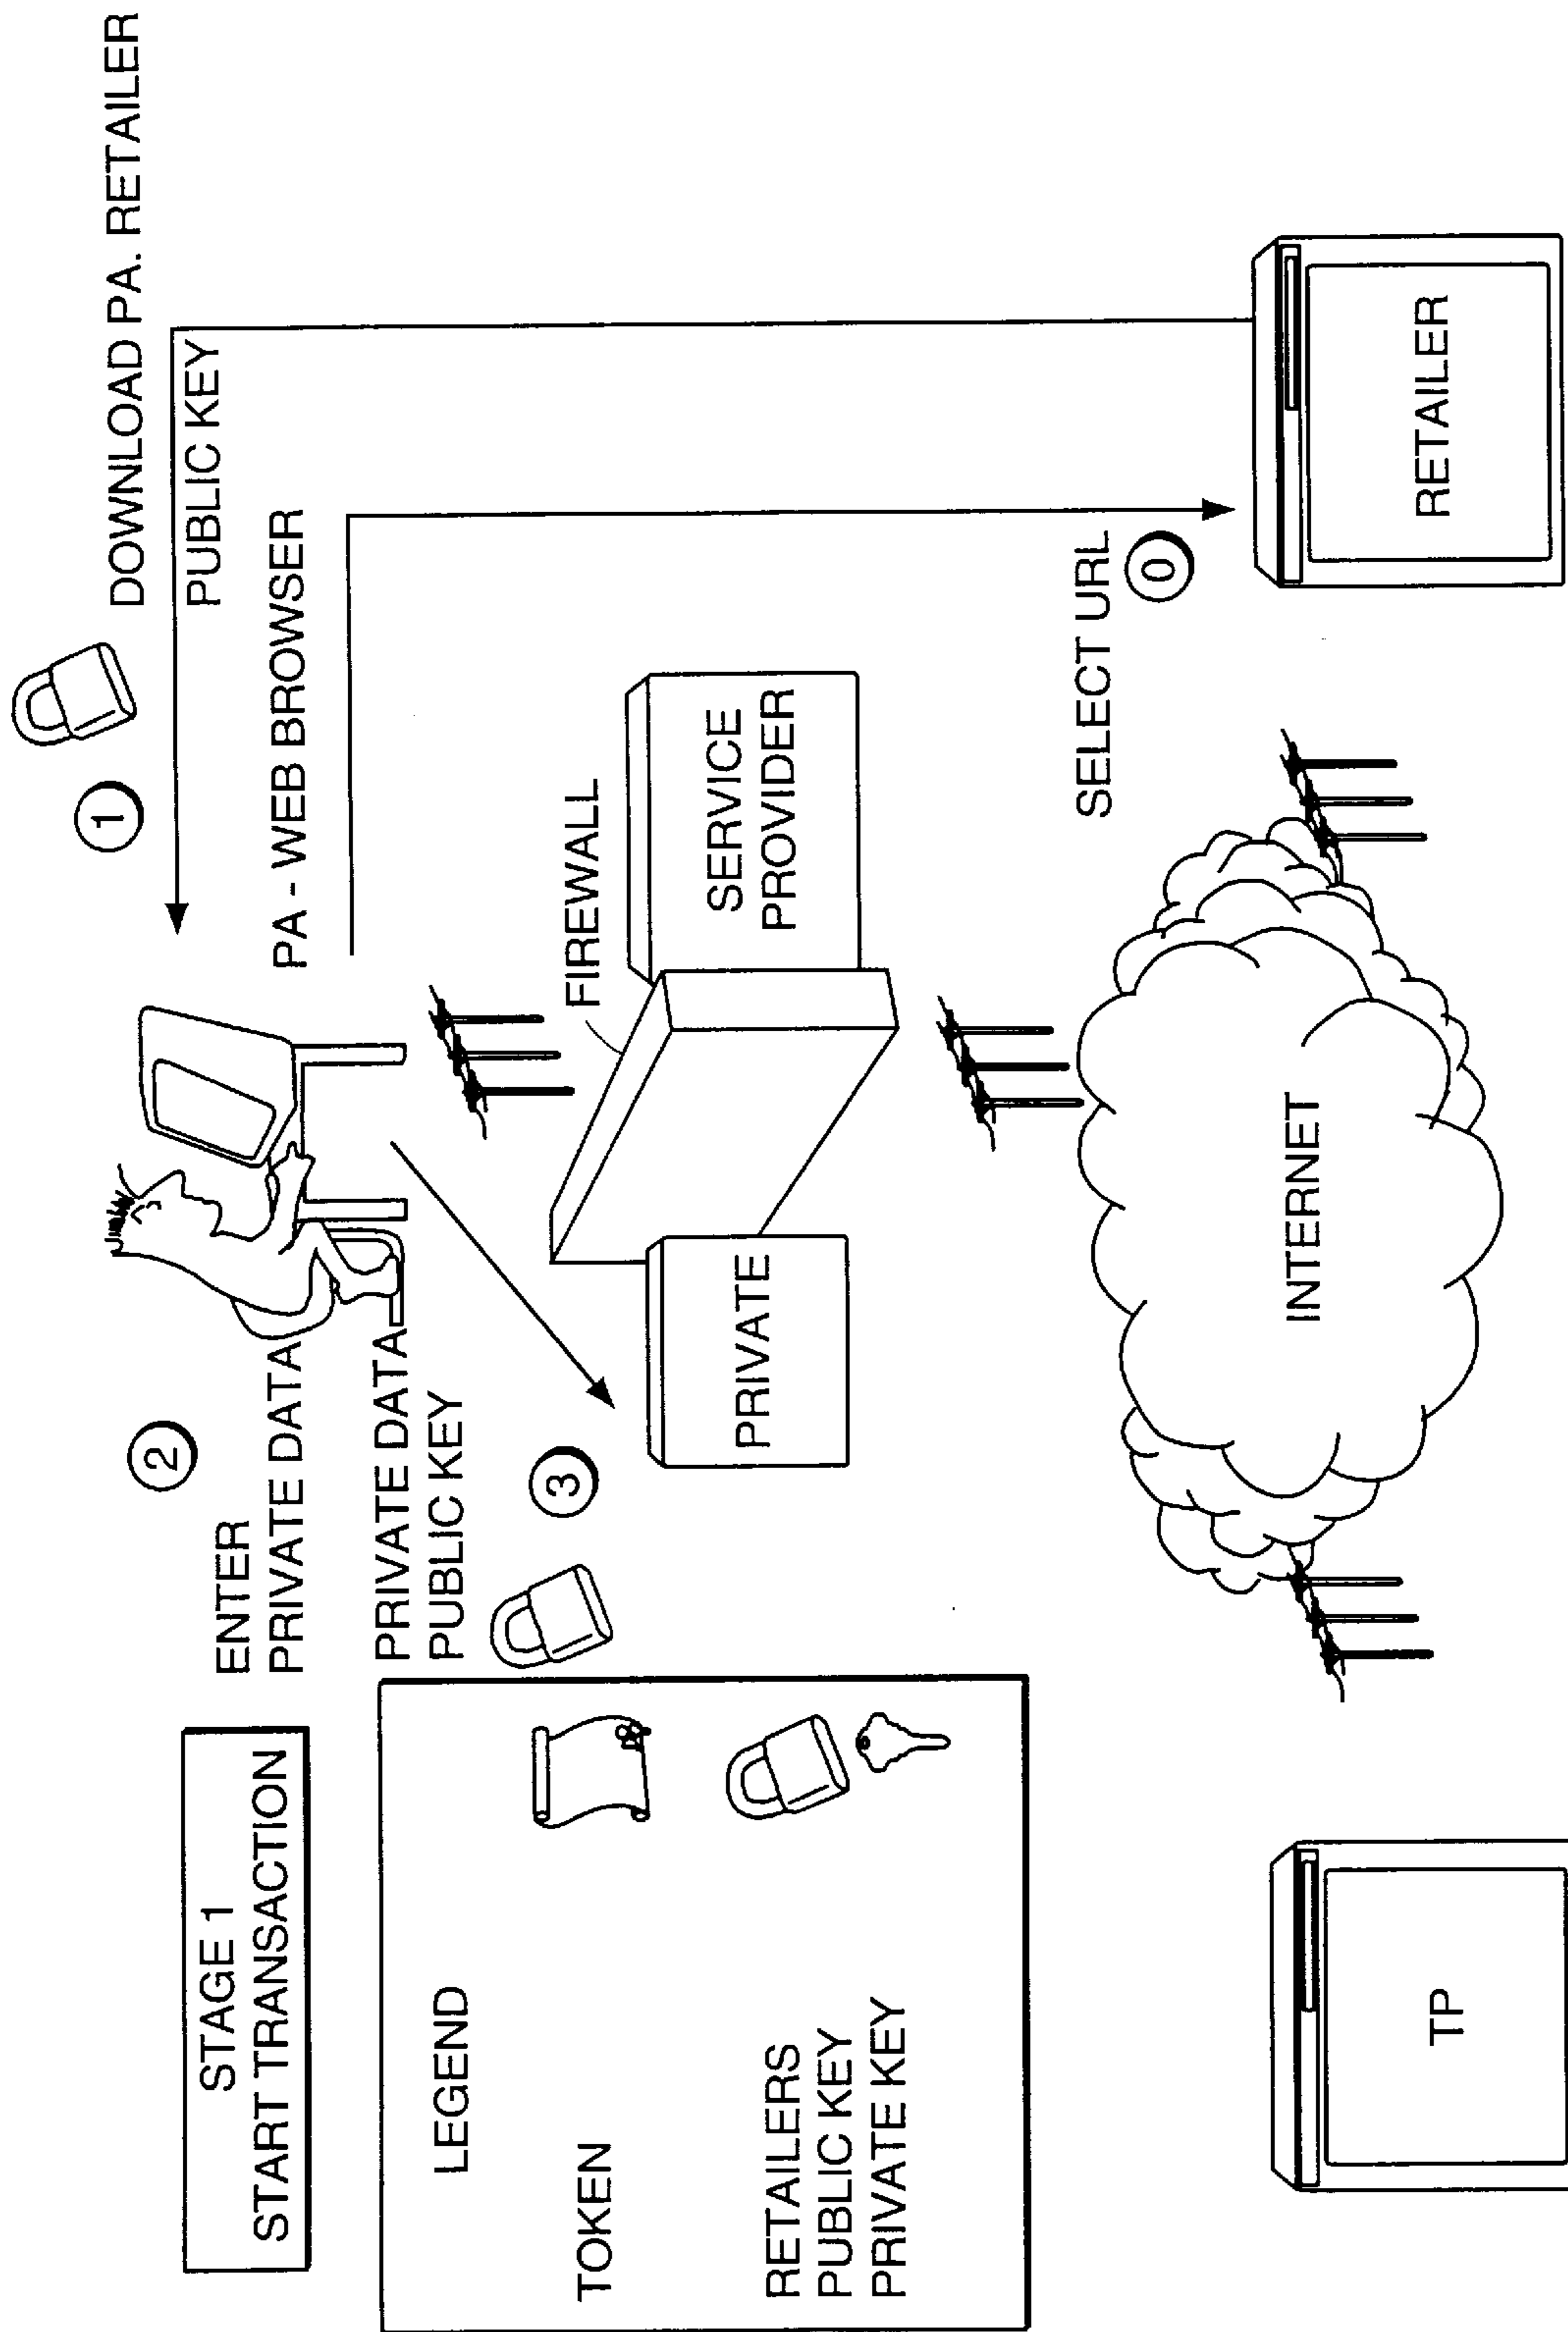 STAGE 1
START TRANSACTION
LEGEND
TOKEN
RETAILERS
PUBLIC KEY
PRIVATE KEY
2
ENTER
PRIVATE DATA
PRIVATE DATA
PUBLIC KEY
3
1
DOWNLOAD PA. RETAILER
PUBLIC KEY
PA - WEB BROWSER
FIREWALL
PRIVATE
SERVICE
PROVIDER
SELECT URL
0
INTERNET
TP
RETAILER